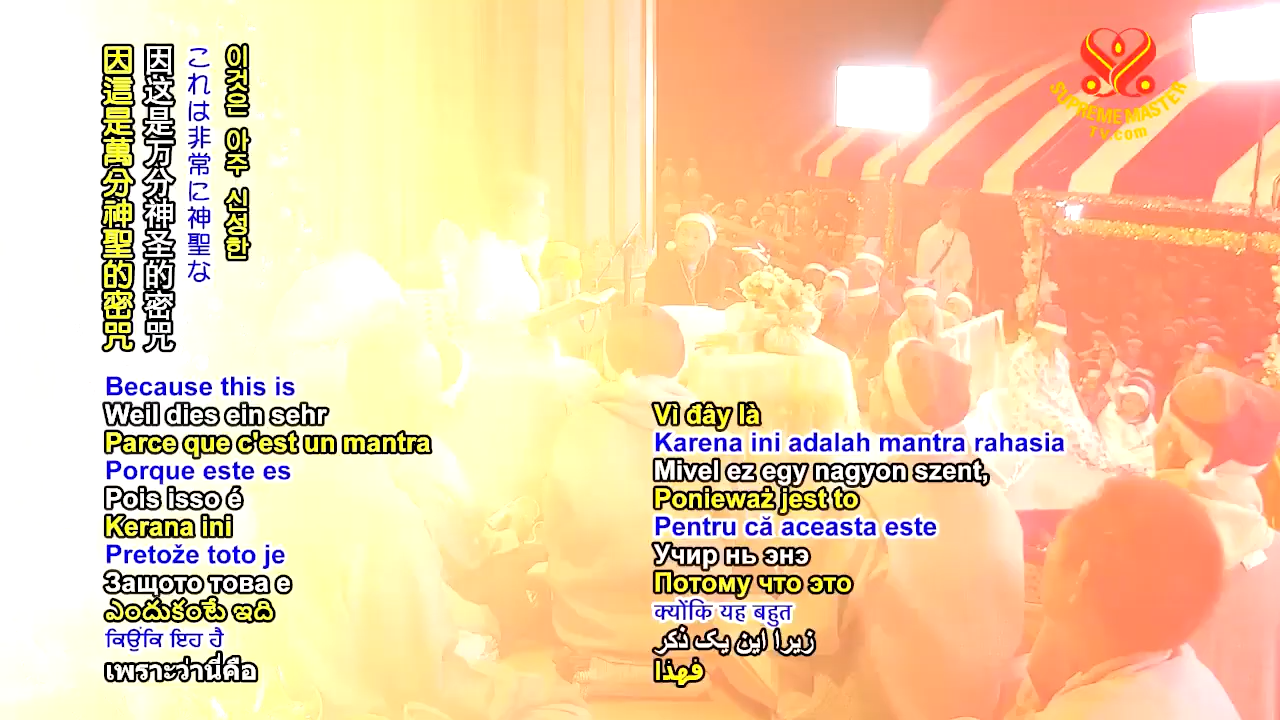 因這是萬分神聖的密咒
因这是万分神圣的密咒
これは非常に神聖な
이것은 아주 신성한
SUPREME MASTER
TV.com
Because this is
Weil dies ein sehr
Parce que c'est un mantra
Porque este es
Pois isso é
Kerana ini
Pretože toto je
Защото това е
ఎందుకంటే ఇది
ਕਿਉਂਕਿ ਇਹ ਹੈ
เพราะว่านี่คือ
Vì đây là
Karena ini adalah mantra rahasia
Mivel ez egy nagyon szent,
Ponieważ jest to
Pentru că aceasta este
Учир нь энэ
Потому что это
क्योंकि यह बहुत
زیرا این یک ذکر
فهذا